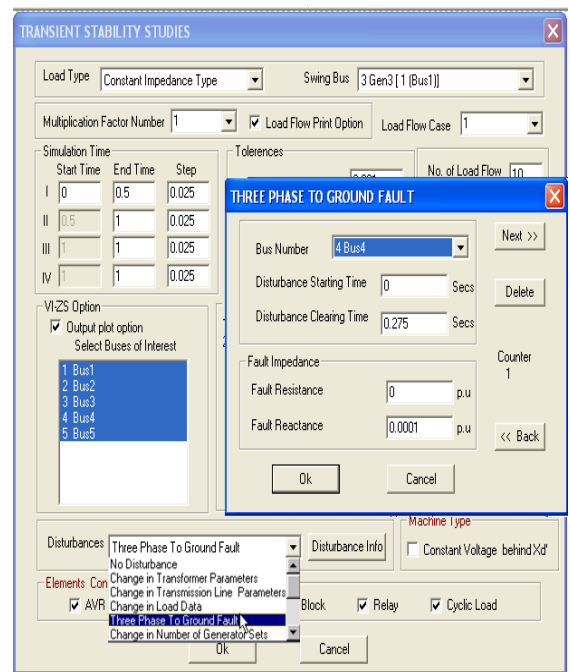 TRANSIENT STABILITY STUDIES
Load Type Constant Impedance Type Swing Bus 3 Gen3 [ 1 (Bus1)]
Multiplication Factor Number 1 Load Flow Print Option Load Flow Case 1
Simulation Time
Start Time End Time Step
I 0 0.5 0.025
II 0.5 1 0.025
III 1 1 0.025
IV 1 1 0.025
Tolerences
No. of Load Flow 10
THREE PHASE TO GROUND FAULT
Bus Number 4 Bus4
Next >>
Disturbance Starting Time 0 Secs
Delete
Disturbance Clearing Time 0.275 Secs
Counter
1
Fault Impedance
Fault Resistance 0 p.u
Fault Reactance 0.0001 p.u
<< Back
Ok Cancel
VI-ZS Option
Output plot option
Select Buses of Interest
1 Bus1
2 Bus2
3 Bus3
4 Bus4
5 Bus5
Machine Type
Constant Voltage behind Xd'
Disturbances Three Phase To Ground Fault Disturbance Info
No Disturbance
Change in Transformer Parameters
Change in Transmission Line Parameters
Change in Load Data
Three Phase To Ground Fault
Change in Number of Generator Sets
Elements Con
AVR Block Relay Cyclic Load
Ok Cancel